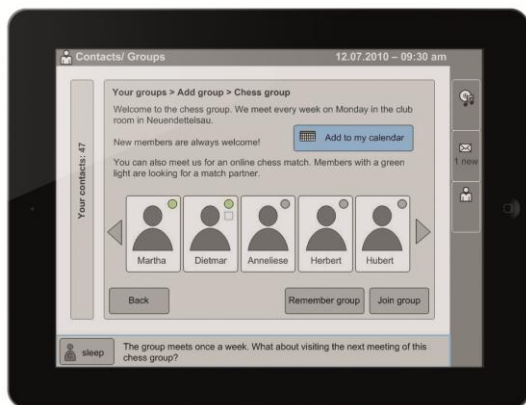 Contacts/ Groups
12.07.2010 – 09:30 am
Your contacts: 47
Your groups > Add group > Chess group
Welcome to the chess group. We meet every week on Monday in the club
room in Neuendettelsau.
New members are always welcome!
Add to my calendar
You can also meet us for an online chess match. Members with a green
light are looking for a match partner.
Martha
Dietmar
Anneliese
Herbert
Hubert
Back
Remember group
Join group
1 new
sleep
The group meets once a week. What about visiting the next meeting of this
chess group?